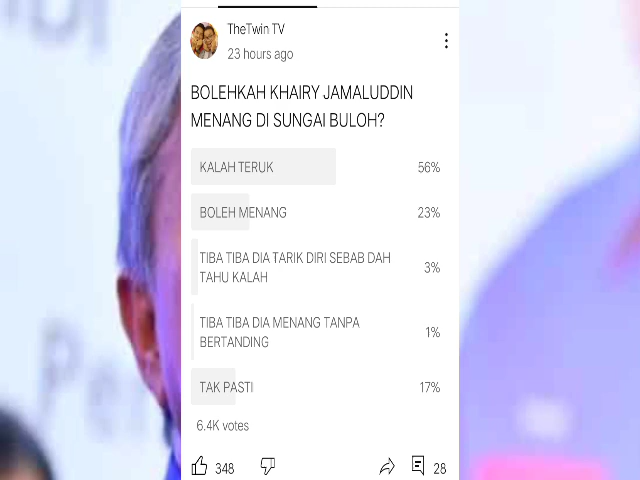 TheTwin TV
23 hours ago
BOLEHKAH KHAIRY JAMALUDDIN
MENANG DI SUNGAI BULOH?
KALAH TERUK 56%
BOLEH MENANG 23%
TIBA TIBA DIA TARIK DIRI SEBAB DAH
TAHU KALAH 3%
TIBA TIBA DIA MENANG TANPA
BERTANDING 1%
TAK PASTI 17%
6.4K votes
348 28